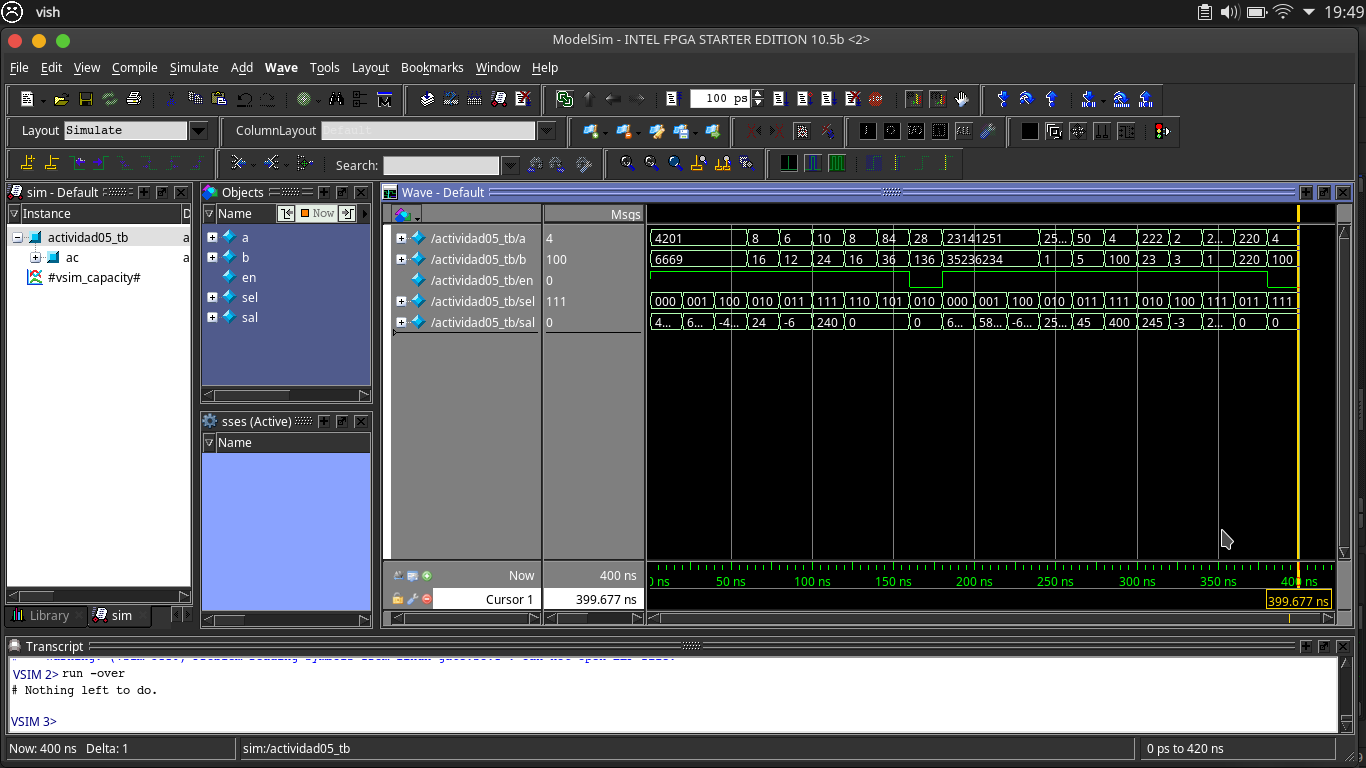 vish
19:49
ModelSim - INTEL FPGA STARTER EDITION 10.5b <2>
File Edit View Compile Simulate Add Wave Tools Layout Bookmarks Window Help
100 ps
Layout Simulate
ColumnLayout Default
Search:
sim - Default
Instance D
actividad05_tb a
ac a
#vsim_capacity#
Library sim
Objects
Name Now
a
b
en
sel
sal
sses (Active)
Name
Wave - Default
Msgs
/actividad05_tb/a 4 4201 8 6 10 8 84 28 23141251 25... 50 4 222 2 2... 220 4
/actividad05_tb/b 100 6669 16 12 24 16 36 136 35236234 1 5 100 23 3 1 220 100
/actividad05_tb/en 0
/actividad05_tb/sel 111 000 001 100 010 011 111 110 101 010 000 001 100 010 011 111 010 100 111 011 111
/actividad05_tb/sal 0 4... 6... -4... 24 -6 240 0 0 6... 58... -6... 25... 45 400 245 -3 2... 0 0
Now 400 ns
50 ns 100 ns 150 ns 200 ns 250 ns 300 ns 350 ns 400 ns
Cursor 1 399.677 ns
399.677 ns
Transcript
VSIM 2> run -over
# Nothing left to do.
VSIM 3>
Now: 400 ns Delta: 1
sim:/actividad05_tb
0 ps to 420 ns